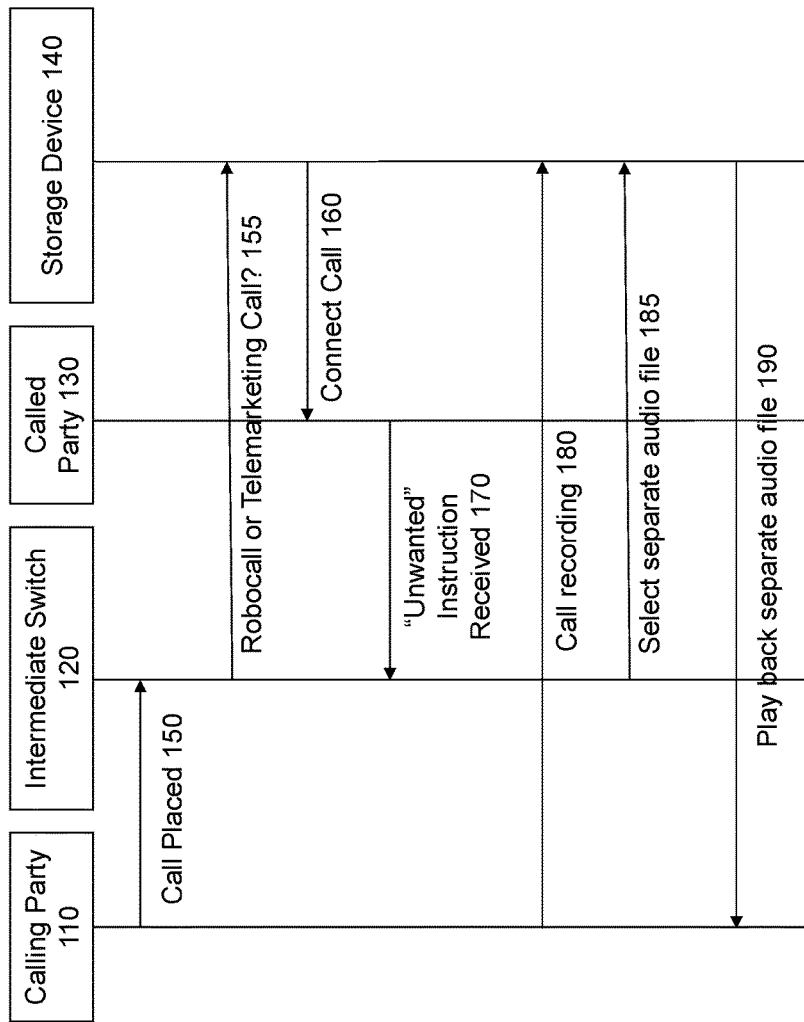 Calling Party
110
Intermediate Switch
120
Called
Party 130
Storage Device 140
Call Placed 150
Robocall or Telemarketing Call? 155
Connect Call 160
“Unwanted”
Instruction
Received 170
Call recording 180
Select separate audio file 185
Play back separate audio file 190